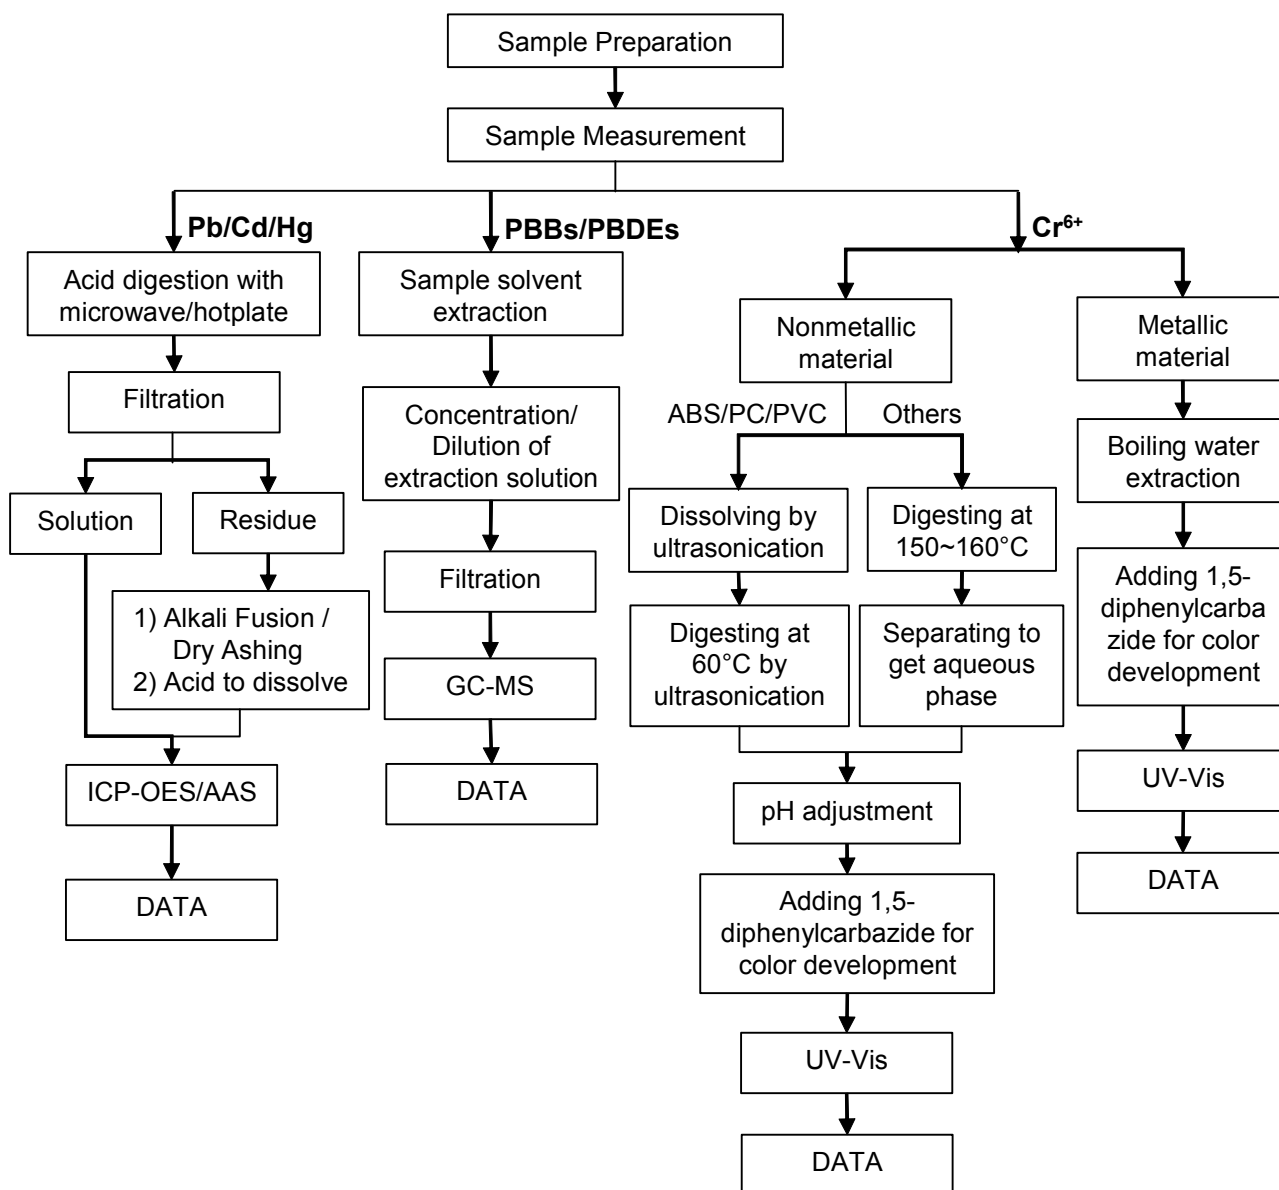 Sample Preparation
Sample Measurement
Pb/Cd/Hg
Acid digestion with
microwave/hotplate
Filtration
Solution
Residue
1) Alkali Fusion /
Dry Ashing
2) Acid to dissolve
ICP-OES/AAS
DATA
PBBs/PBDEs
Sample solvent
extraction
Concentration/
Dilution of
extraction solution
Filtration
GC-MS
DATA
Cr⁶⁺
Nonmetallic
material
ABS/PC/PVC
Others
Dissolving by
ultrasonication
Digesting at
60°C by
ultrasonication
Digesting at
150~160°C
Separating to
get aqueous
phase
pH adjustment
Adding 1,5-
diphenylcarbazide for
color development
UV-Vis
DATA
Metallic
material
Boiling water
extraction
Adding 1,5-
diphenylcarba
zide for color
development
UV-Vis
DATA